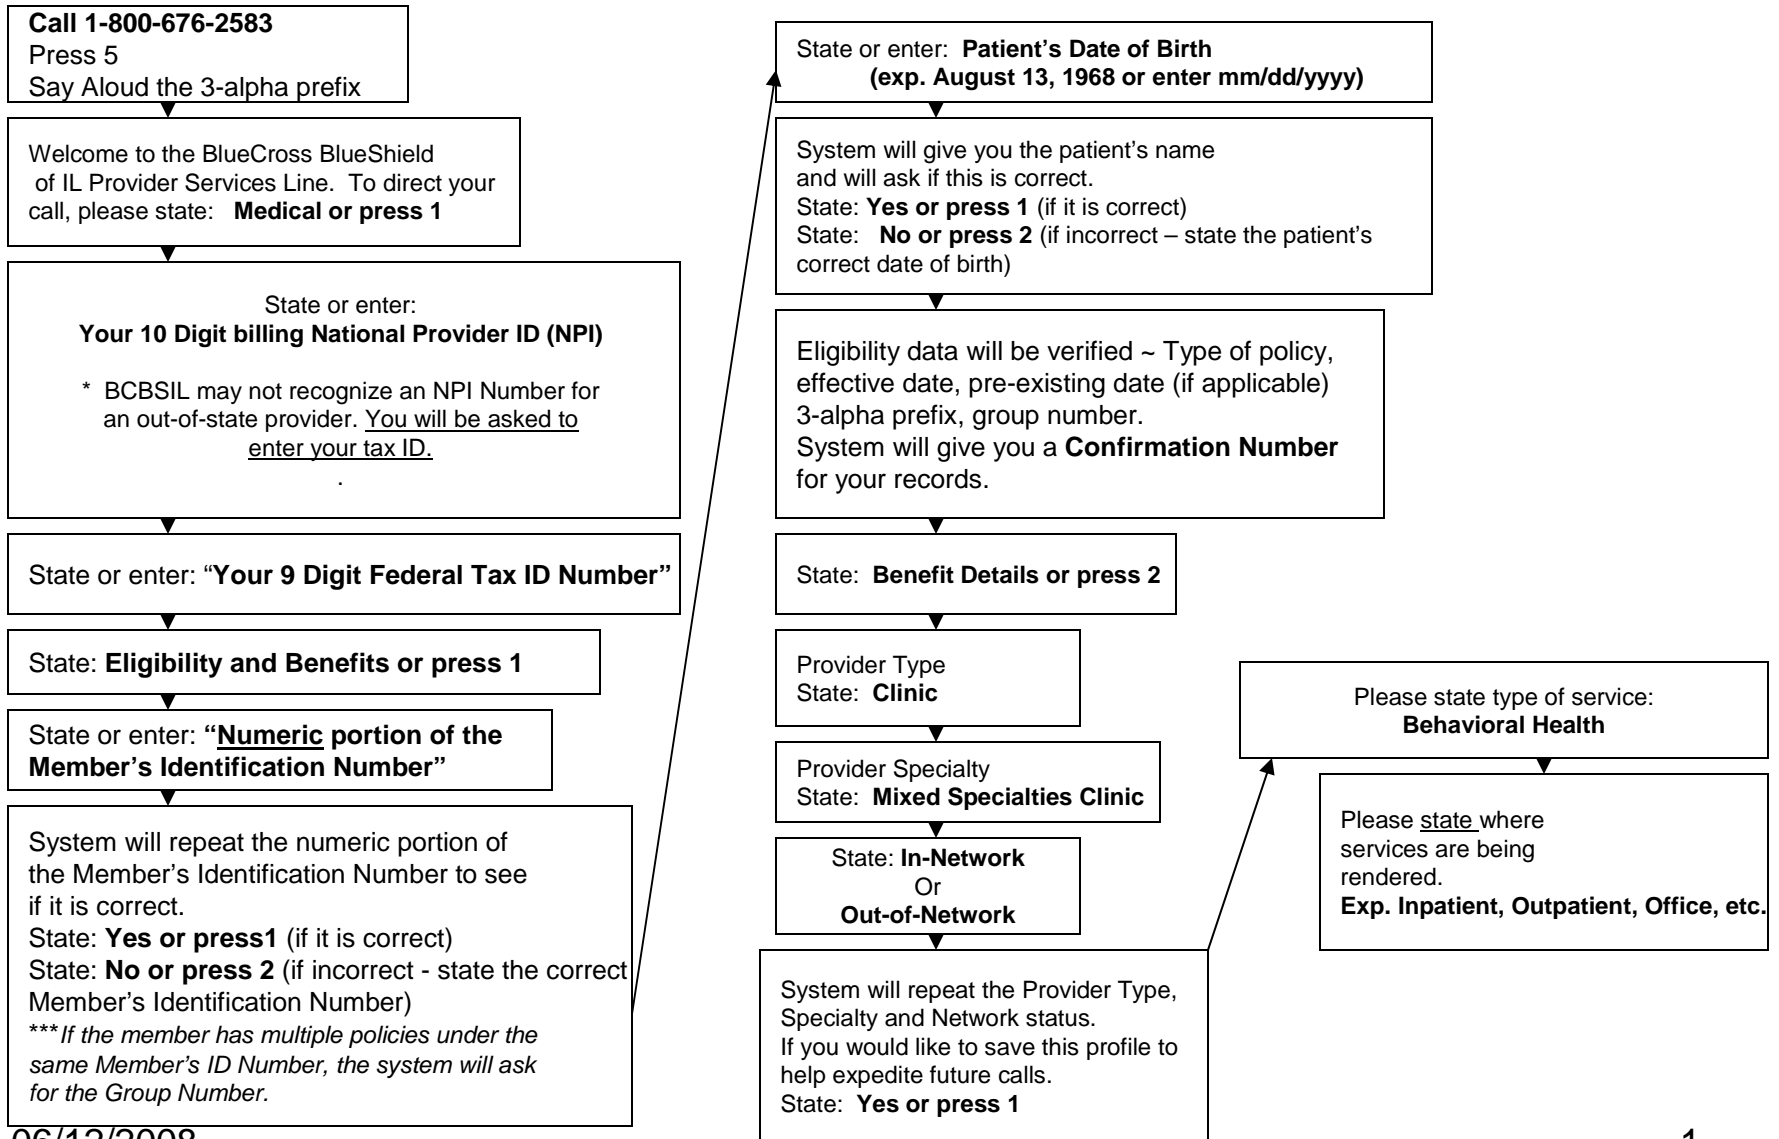 Call 1-800-676-2583
Press 5
Say Aloud the 3-alpha prefix
Welcome to the BlueCross BlueShield
of IL Provider Services Line. To direct your
call, please state: Medical or press 1
State or enter:
Your 10 Digit billing National Provider ID (NPI)
* BCBSIL may not recognize an NPI Number for
an out-of-state provider. You will be asked to
enter your tax ID.
.
State or enter: “Your 9 Digit Federal Tax ID Number”
State: Eligibility and Benefits or press 1
State or enter: “Numeric portion of the
Member’s Identification Number”
System will repeat the numeric portion of
the Member’s Identification Number to see
if it is correct.
State: Yes or press1 (if it is correct)
State: No or press 2 (if incorrect - state the correct
Member’s Identification Number)
***If the member has multiple policies under the
same Member’s ID Number, the system will ask
for the Group Number.
State or enter: Patient’s Date of Birth
(exp. August 13, 1968 or enter mm/dd/yyyy)
System will give you the patient’s name
and will ask if this is correct.
State: Yes or press 1 (if it is correct)
State: No or press 2 (if incorrect – state the patient’s
correct date of birth)
Eligibility data will be verified ~ Type of policy,
effective date, pre-existing date (if applicable)
3-alpha prefix, group number.
System will give you a Confirmation Number
for your records.
State: Benefit Details or press 2
Provider Type
State: Clinic
Provider Specialty
State: Mixed Specialties Clinic
State: In-Network
Or
Out-of-Network
System will repeat the Provider Type,
Specialty and Network status.
If you would like to save this profile to
help expedite future calls.
State: Yes or press 1
Please state type of service:
Behavioral Health
Please state where
services are being
rendered.
Exp. Inpatient, Outpatient, Office, etc.
06/12/2008
1